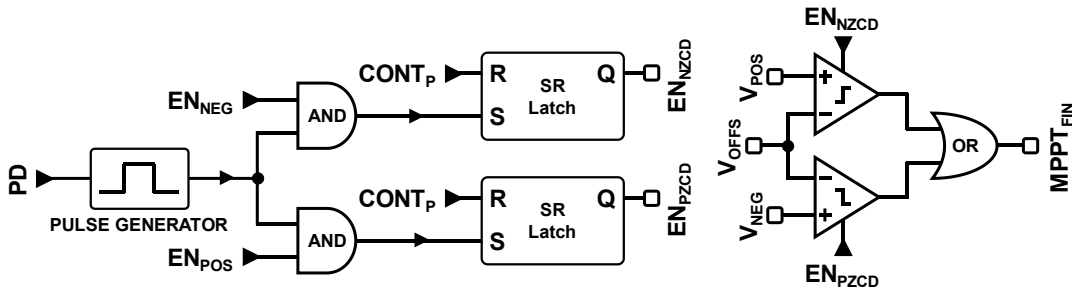 PD
PULSE GENERATOR
EN_NEG
EN_POS
AND
AND
CONT_P
R
S
Q
SR
Latch
EN_NZCD
CONT_P
R
S
Q
SR
Latch
EN_PZCD
EN_NZCD
V_POS
V_OFFS
V_NEG
+
−
−
+
EN_PZCD
OR
MPPT_FIN